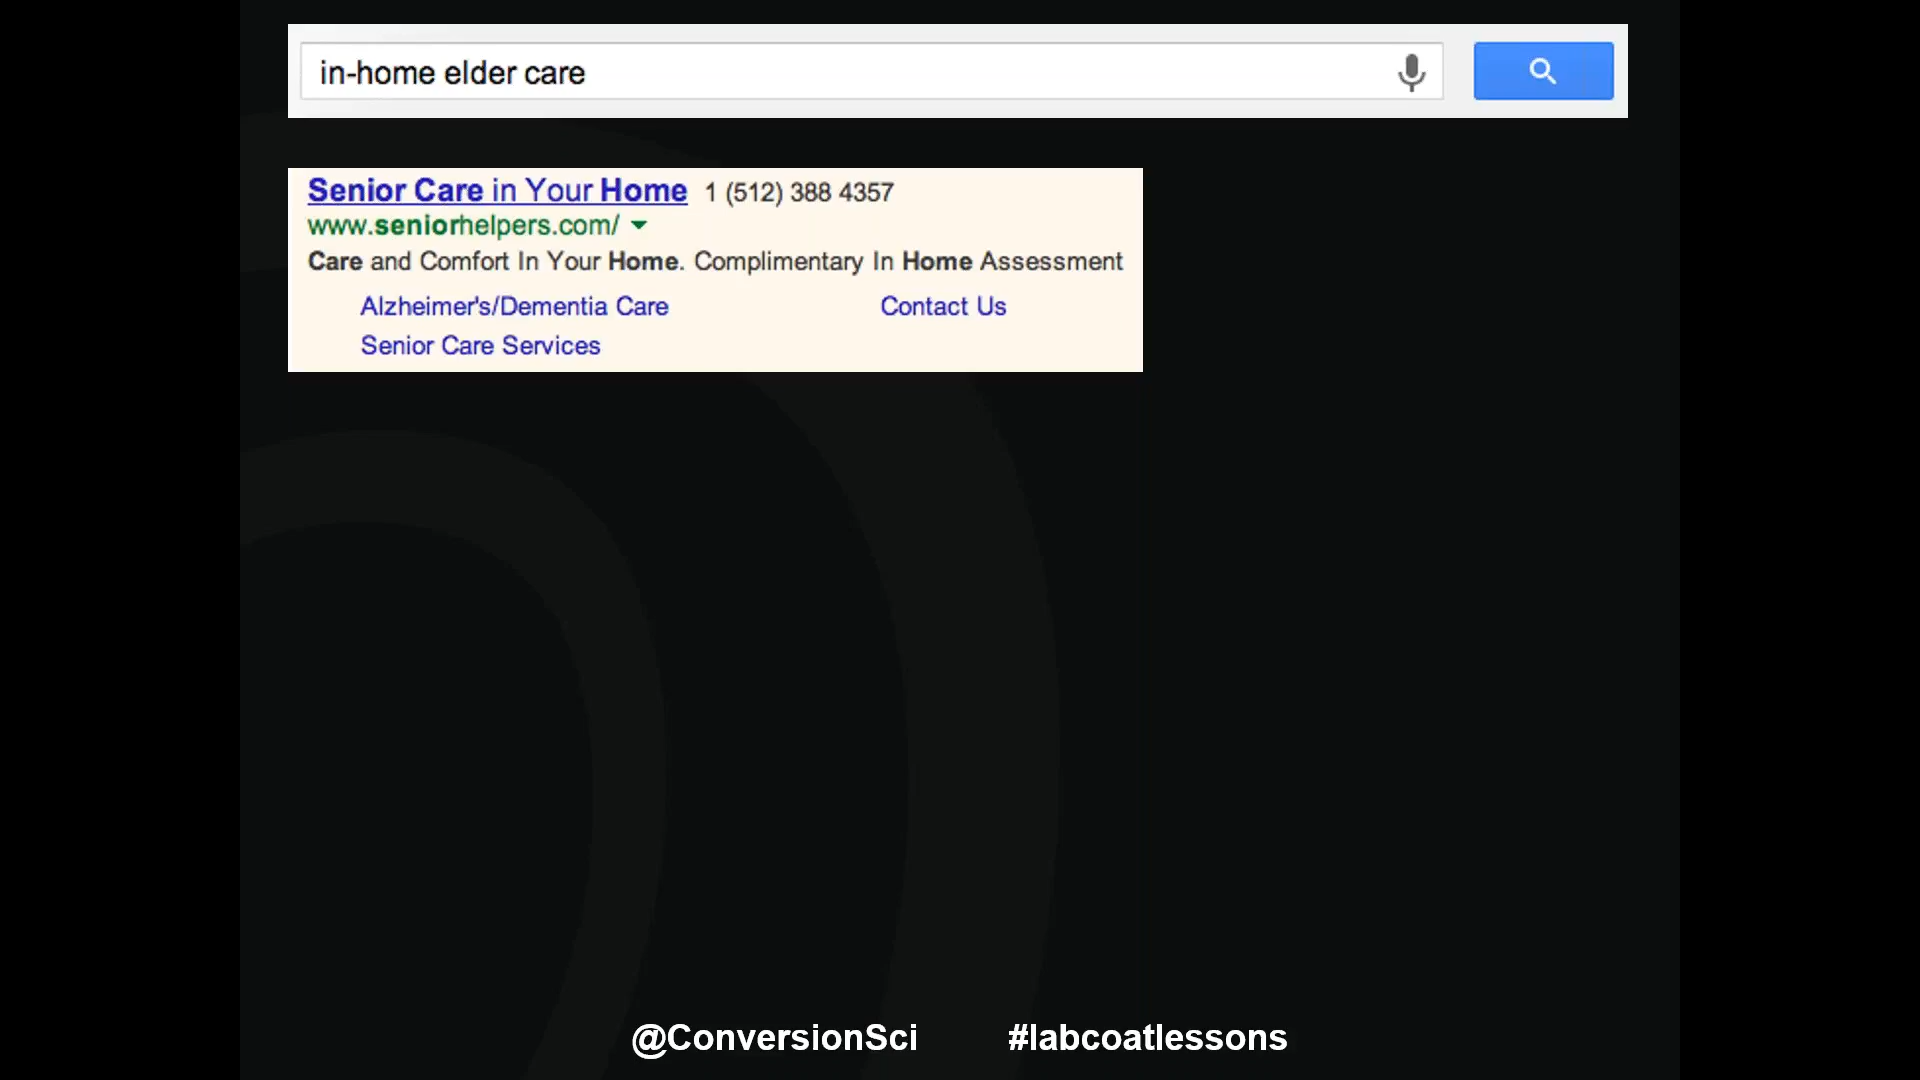 in-home elder care
Senior Care in Your Home 1 (512) 388 4357
www.seniorhelpers.com/
Care and Comfort In Your Home. Complimentary In Home Assessment
Alzheimer's/Dementia Care Contact Us
Senior Care Services
@ConversionSci #labcoatlessons